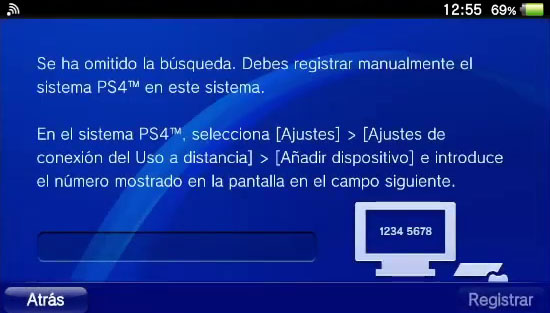 12:55 69%
Se ha omitido la búsqueda. Debes registrar manualmente el
sistema PS4™ en este sistema.
En el sistema PS4™, selecciona [Ajustes] > [Ajustes de
conexión del Uso a distancia] > [Añadir dispositivo] e introduce
el número mostrado en la pantalla en el campo siguiente.
1234 5678
Atrás
Registrar